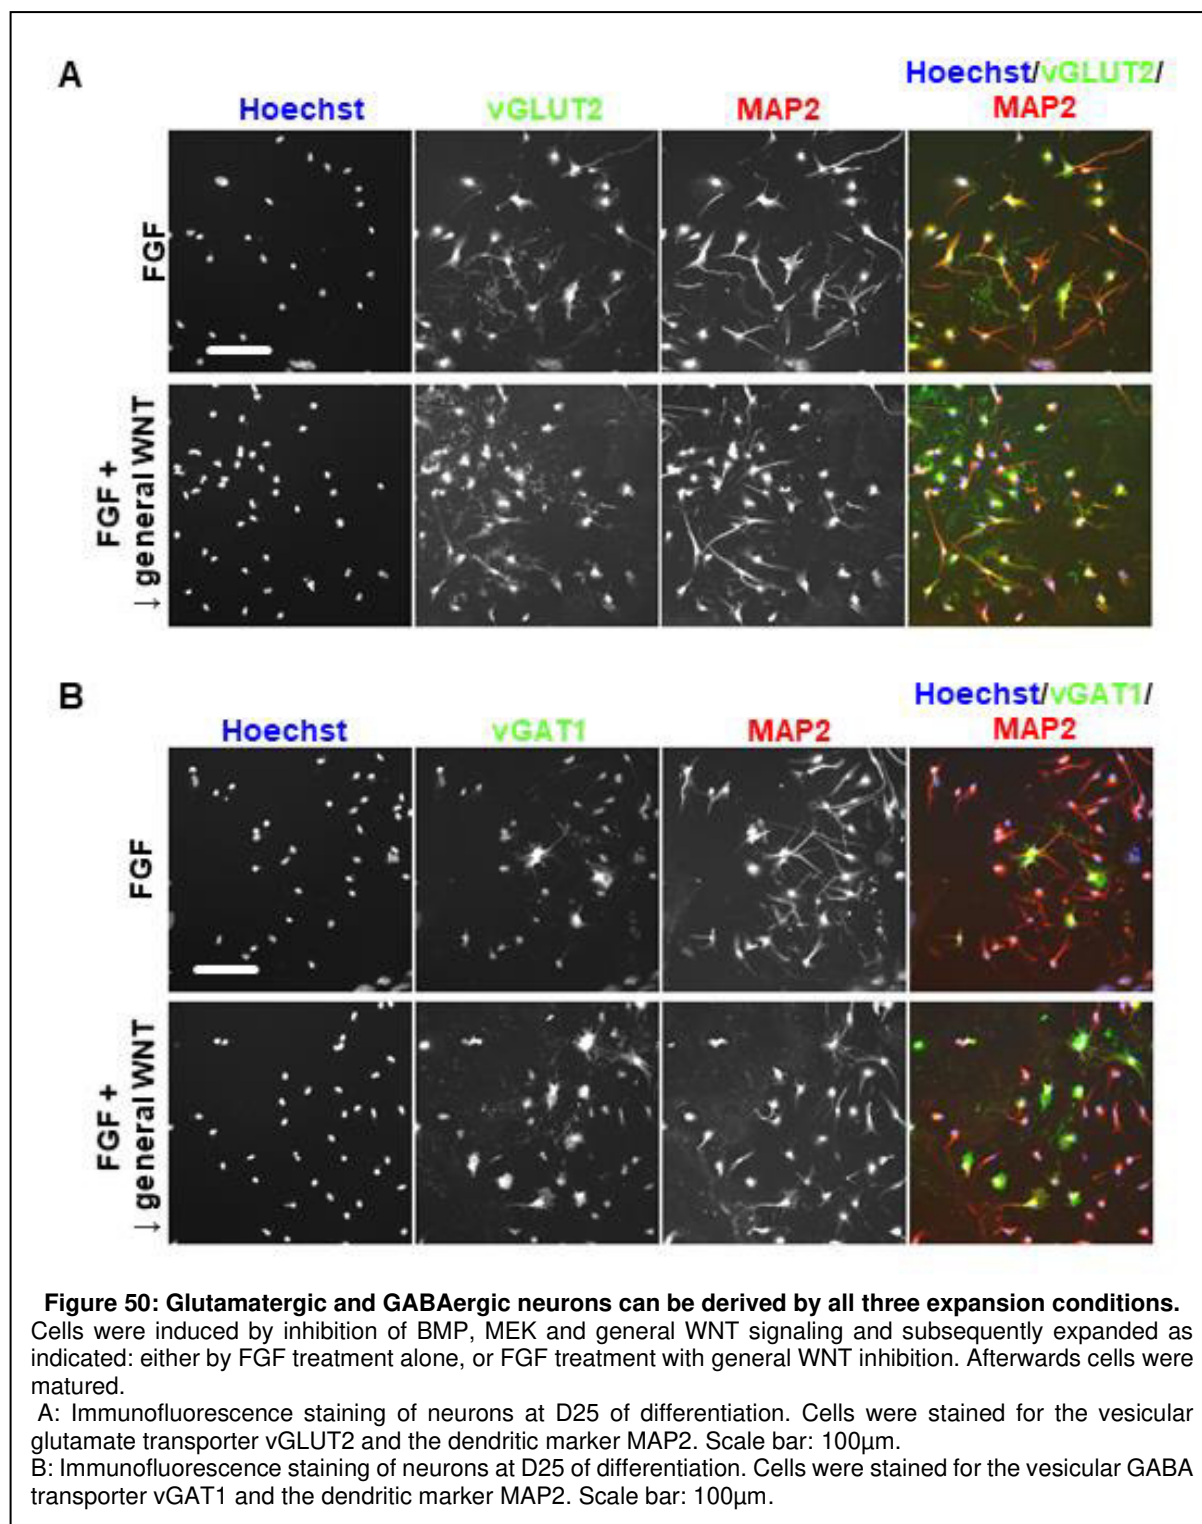 A
Hoechst/vGLUT2/
Hoechst vGLUT2 MAP2 MAP2
FGF
FGF +
↓ general WNT
B
Hoechst/vGAT1/
Hoechst vGAT1 MAP2 MAP2
FGF
FGF +
↓ general WNT
Figure 50: Glutamatergic and GABAergic neurons can be derived by all three expansion conditions.
Cells were induced by inhibition of BMP, MEK and general WNT signaling and subsequently expanded as
indicated: either by FGF treatment alone, or FGF treatment with general WNT inhibition. Afterwards cells were
matured.
A: Immunofluorescence staining of neurons at D25 of differentiation. Cells were stained for the vesicular
glutamate transporter vGLUT2 and the dendritic marker MAP2. Scale bar: 100µm.
B: Immunofluorescence staining of neurons at D25 of differentiation. Cells were stained for the vesicular GABA
transporter vGAT1 and the dendritic marker MAP2. Scale bar: 100µm.